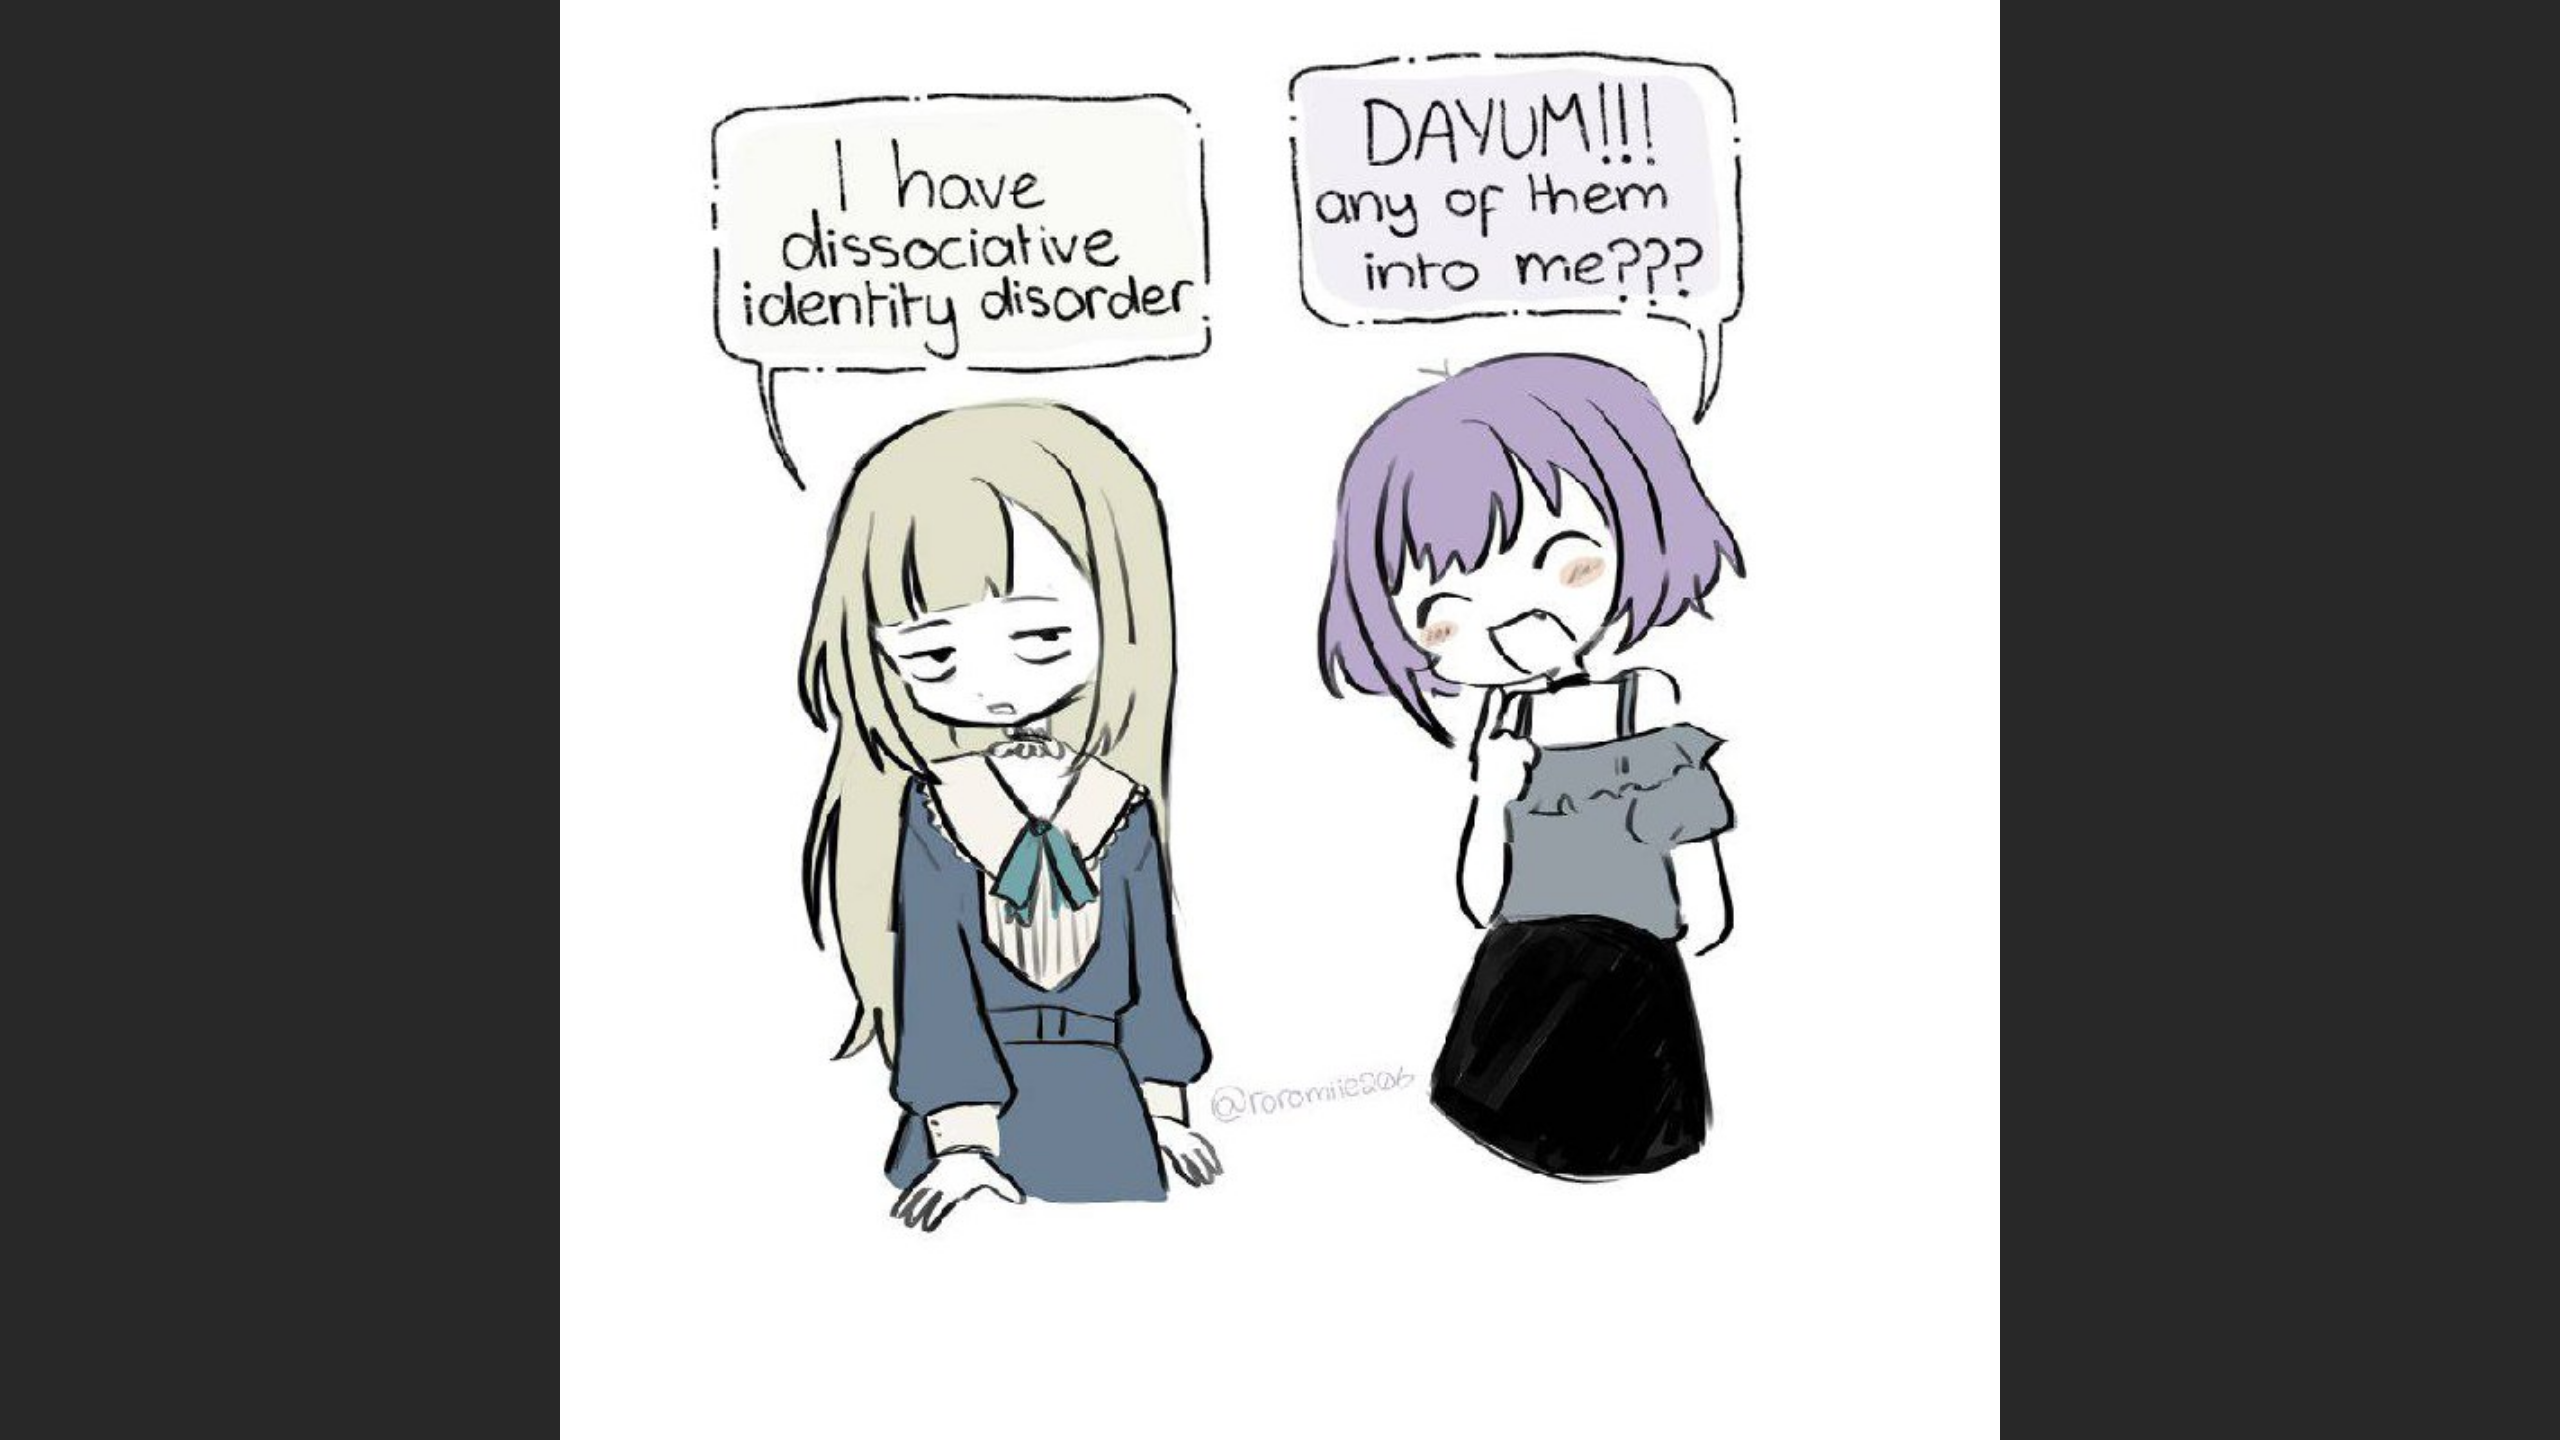 I have
dissociative
identity disorder
DAYUM!!!
any of them
into me???
@roromiie206